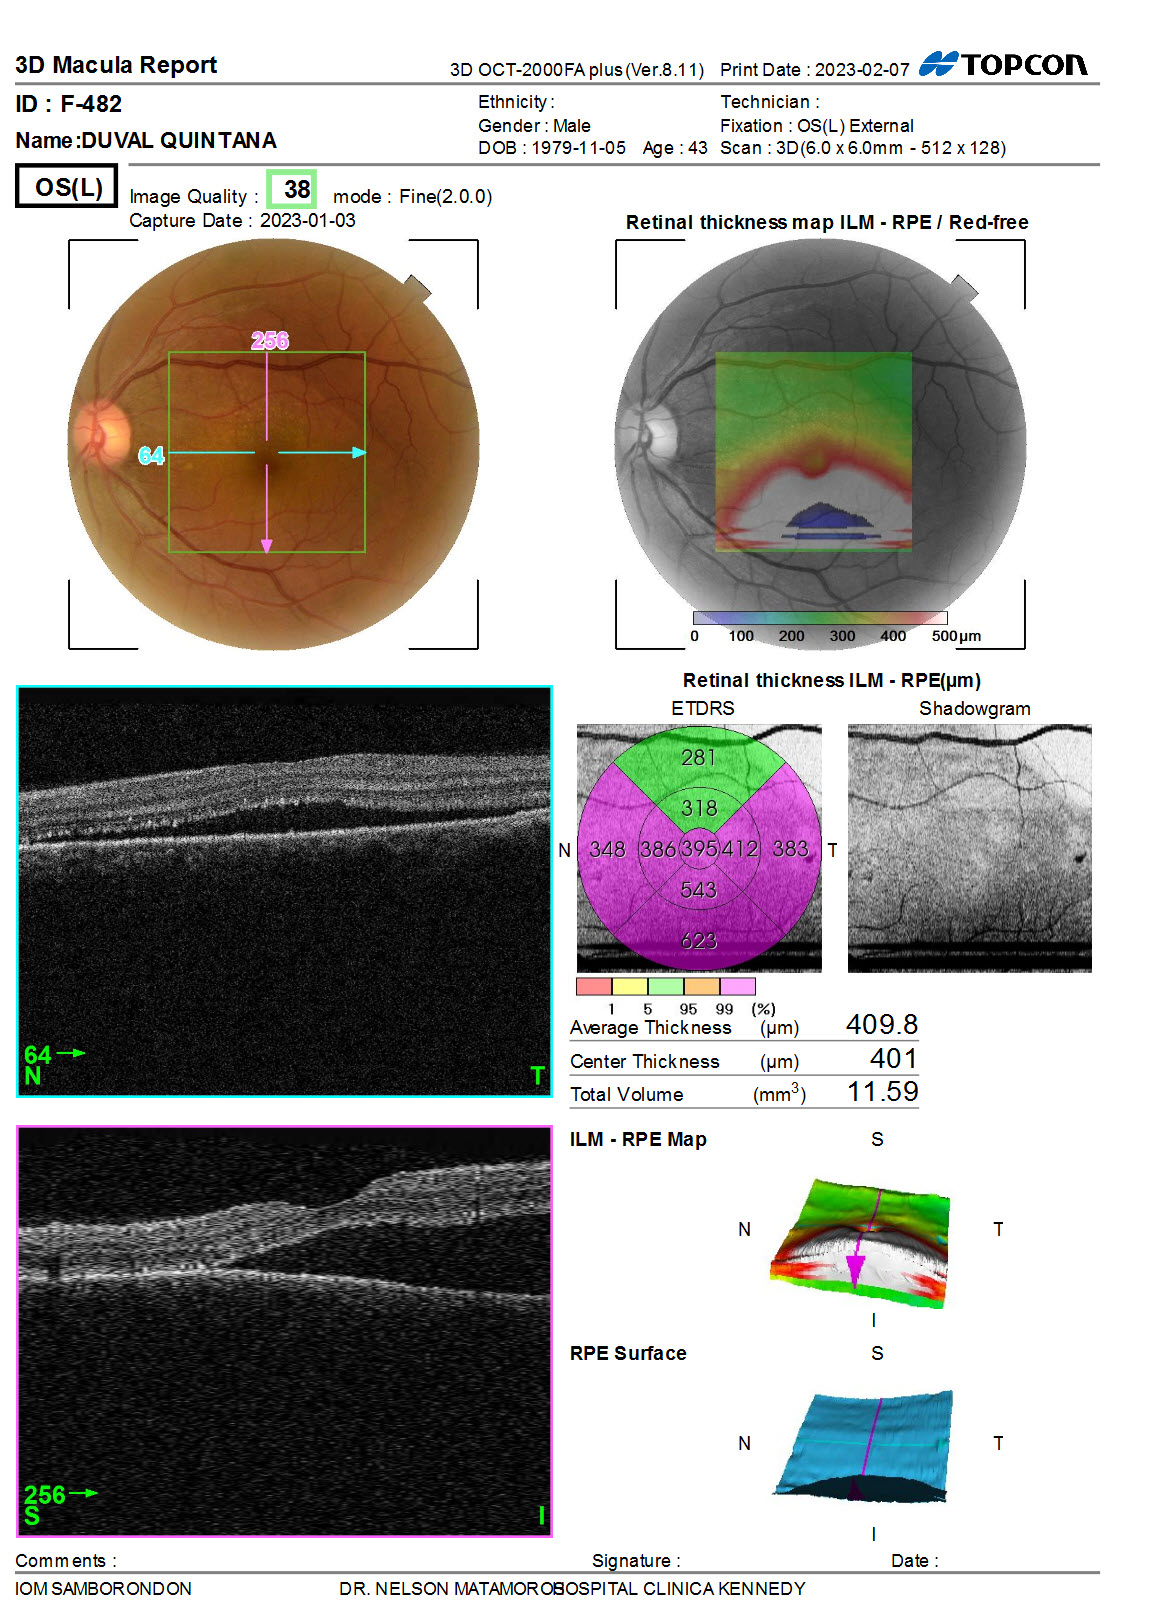 3D Macula Report
3D OCT-2000FA plus(Ver.8.11) Print Date : 2023-02-07 TOPCON
ID : F-482
Ethnicity :
Technician :
Gender : Male
Fixation : OS(L) External
Name:DUVAL QUINTANA
DOB : 1979-11-05 Age : 43 Scan : 3D(6.0 x 6.0mm - 512 x 128)
OS(L)
Image Quality : 38 mode : Fine(2.0.0)
Capture Date : 2023-01-03
Retinal thickness map ILM - RPE / Red-free
256
64
0 100 200 300 400 500µm
Retinal thickness ILM - RPE(µm)
ETDRS Shadowgram
281
318
N 348 386 395 412 383 T
543
623
1 5 95 99 (%)
Average Thickness (µm) 409.8
Center Thickness (µm) 401
Total Volume (mm3) 11.59
64
N T
ILM - RPE Map
S
N T
I
RPE Surface
S
N T
I
256
S I
Comments :
Signature :
Date :
IOM SAMBORONDON
DR. NELSON MATAMOROS
HOSPITAL CLINICA KENNEDY